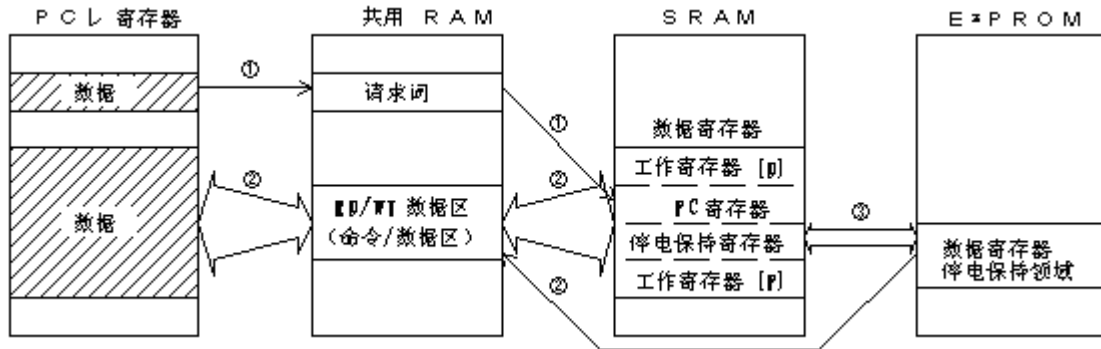 PCL 寄存器
共用 RAM
SRAM
E²PROM
①
数据
请求词
①
数据寄存器
工作寄存器 [p]
②
②
数据
RD/WT 数据区
(命令/数据区)
PC寄存器
③
停电保持寄存器
数据寄存器
停电保持领域
②
工作寄存器 [P]